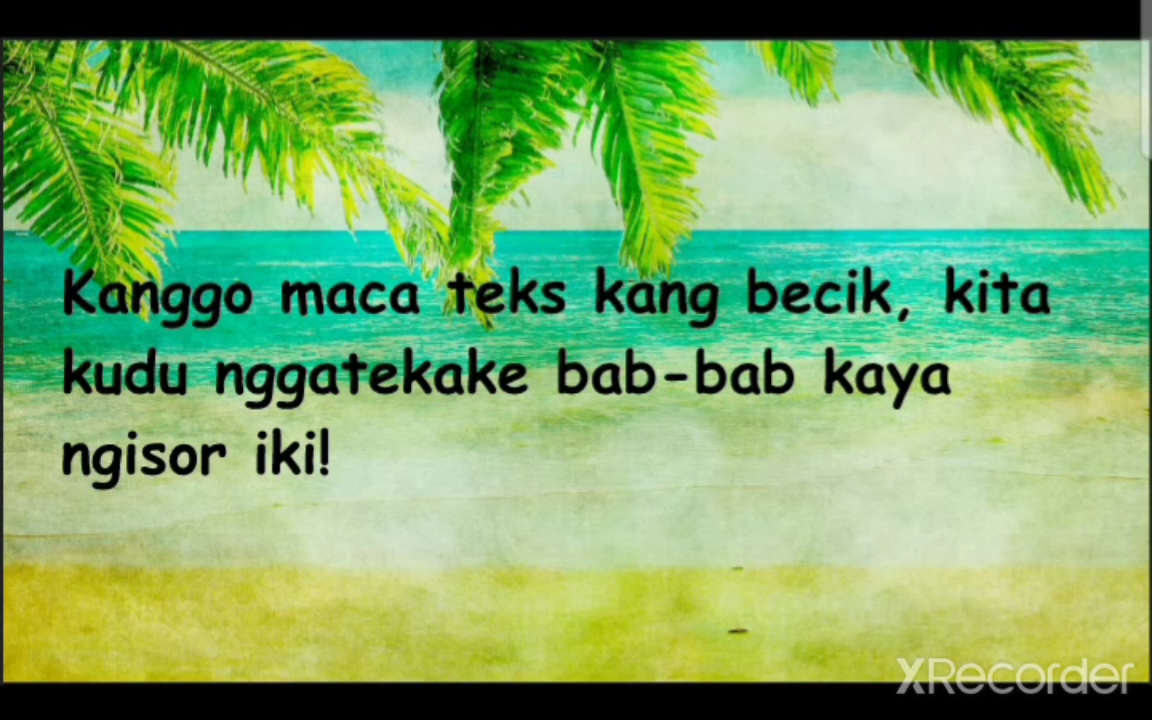 Kanggo maca teks kang becik, kita
kudu nggatekake bab-bab kaya
ngisor iki!
XRecorder